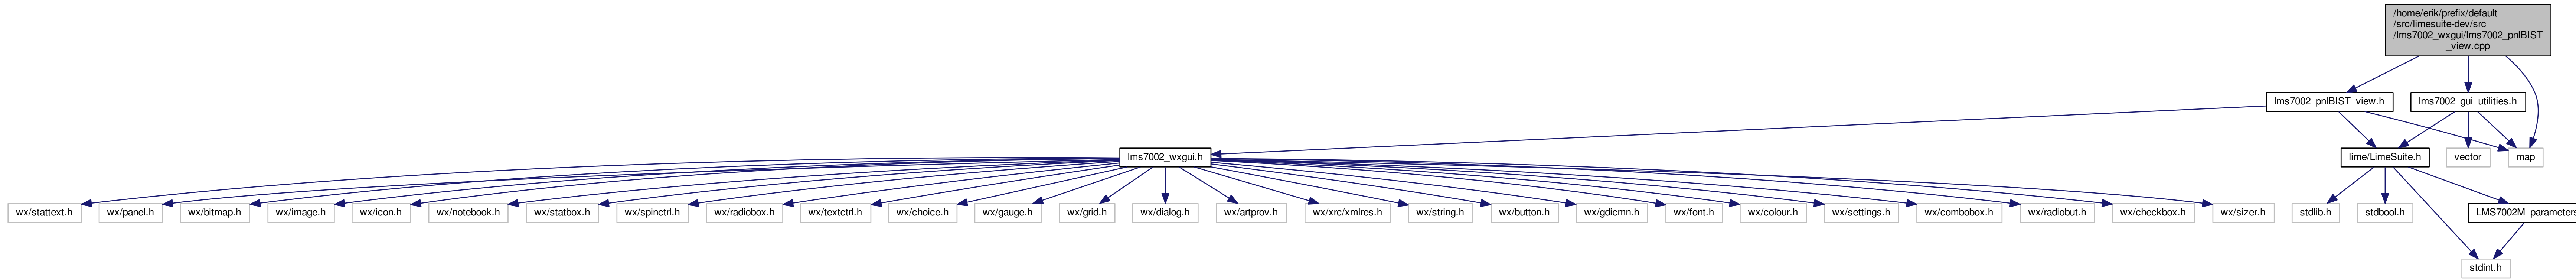 /home/erik/prefix/default
/src/limesuite-dev/src
/lms7002_wxgui/lms7002_pnlBIST
_view.cpp
lms7002_pnlBIST_view.h
lms7002_gui_utilities.h
lms7002_wxgui.h
lime/LimeSuite.h
vector
map
wx/stattext.h
wx/panel.h
wx/bitmap.h
wx/image.h
wx/icon.h
wx/notebook.h
wx/statbox.h
wx/spinctrl.h
wx/radiobox.h
wx/textctrl.h
wx/choice.h
wx/gauge.h
wx/grid.h
wx/dialog.h
wx/artprov.h
wx/xrc/xmlres.h
wx/string.h
wx/button.h
wx/gdicmn.h
wx/font.h
wx/colour.h
wx/settings.h
wx/combobox.h
wx/radiobut.h
wx/checkbox.h
wx/sizer.h
stdlib.h
stdbool.h
LMS7002M_parameters
stdint.h